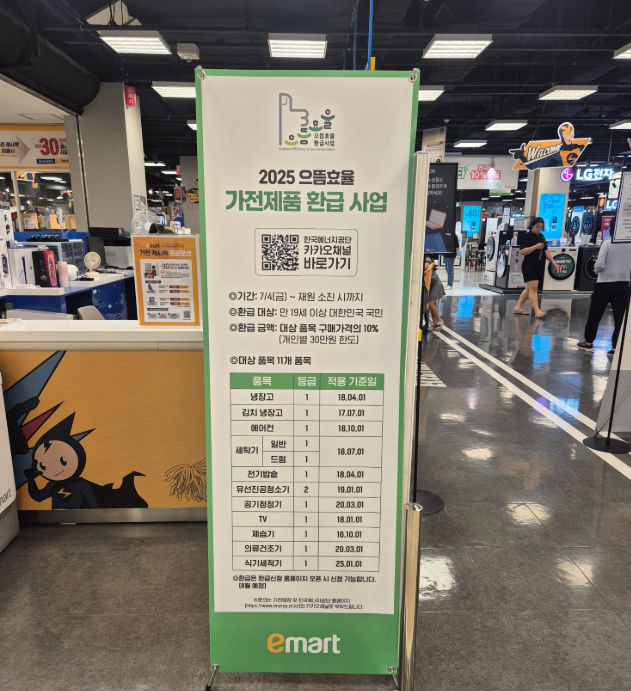 으뜸효율
으뜸효율
환급사업
2025 으뜸효율
가전제품 환급 사업
한국에너지공단
카카오채널
바로가기
◎기간: 7/4(금) ~ 재원 소진 시까지
◎환급 대상: 만 19세 이상 대한민국 국민
◎환급 금액: 대상 품목 구매가격의 10%
(개인별 30만원 한도)
◎대상 품목 11개 품목
품목 등급 적용 기준일
냉장고 1 18.04.01
김치 냉장고 1 17.07.01
에어컨 1 18.10.01
세탁기 일반 1 18.07.01
드럼 1
전기밥솥 1 18.04.01
유선진공청소기 2 19.01.01
공기청정기 1 20.03.01
TV 1 18.01.01
제습기 1 16.10.01
의류건조기 1 20.03.01
식기세척기 1 25.01.01
◎환급은 환급신청 홈페이지 오픈 시 신청 가능합니다.
(8월 예정)
emart
WELCOME
LG전자
LG
10%
30
emart
mart